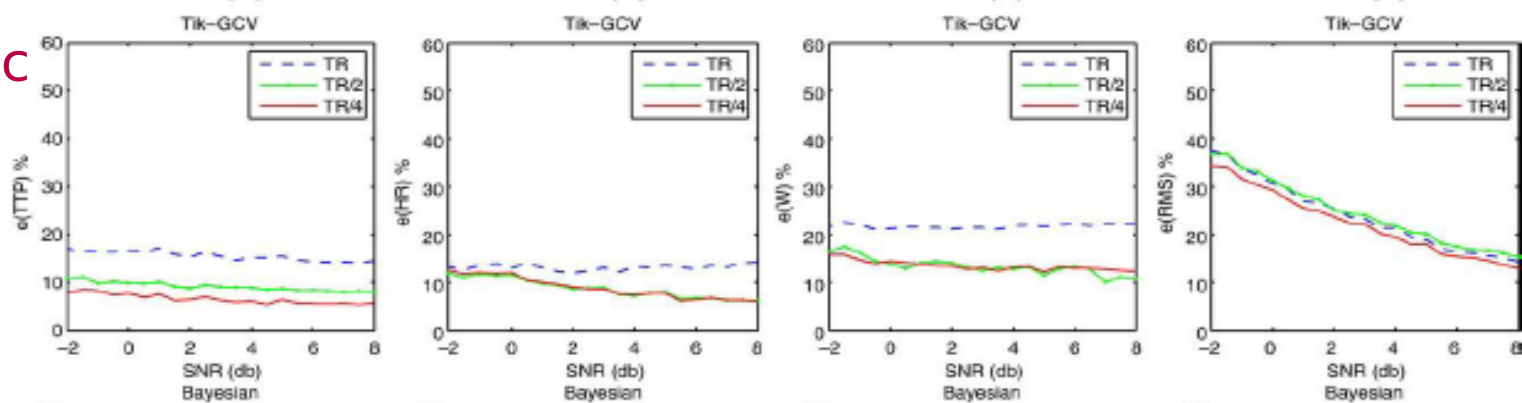 C
Tik-GCV
60
50
40
30
20
10
0
-2 0 2 4 6 8
e(TTP) %
TR
TR/2
TR/4
SNR (db)
Bayesian
Tik-GCV
60
50
40
30
20
10
0
-2 0 2 4 6 8
e(HR) %
TR
TR/2
TR/4
SNR (db)
Bayesian
Tik-GCV
60
50
40
30
20
10
0
-2 0 2 4 6 8
e(W) %
TR
TR/2
TR/4
SNR (db)
Bayesian
Tik-GCV
60
50
40
30
20
10
0
-2 0 2 4 6 8
e(RMS) %
TR
TR/2
TR/4
SNR (db)
Bayesian